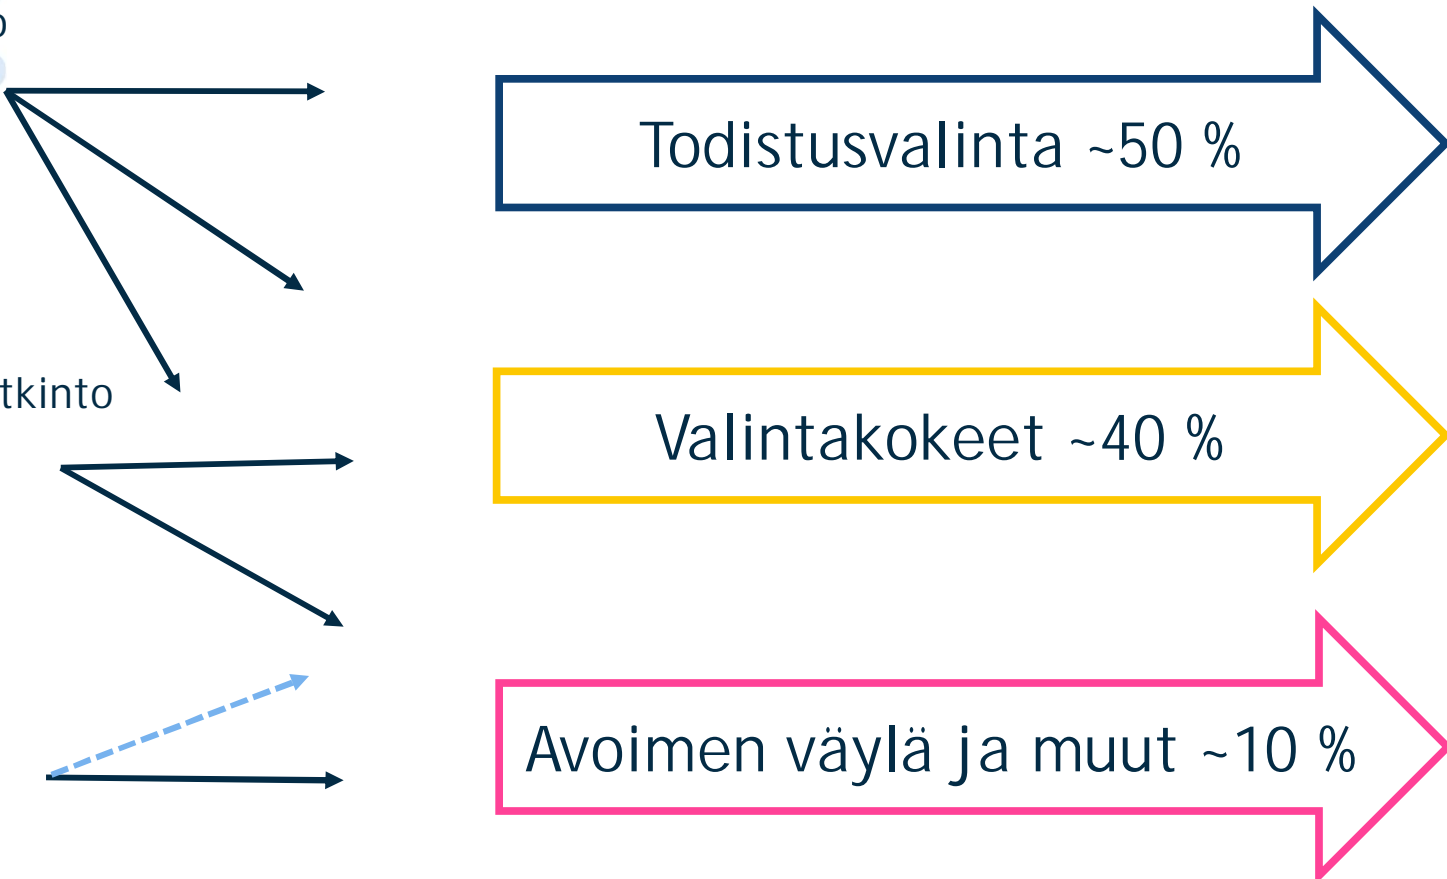 Todistusvalinta ~50 %
tkinto
Valintakokeet ~40 %
Avoimen väylä ja muut ~10 %